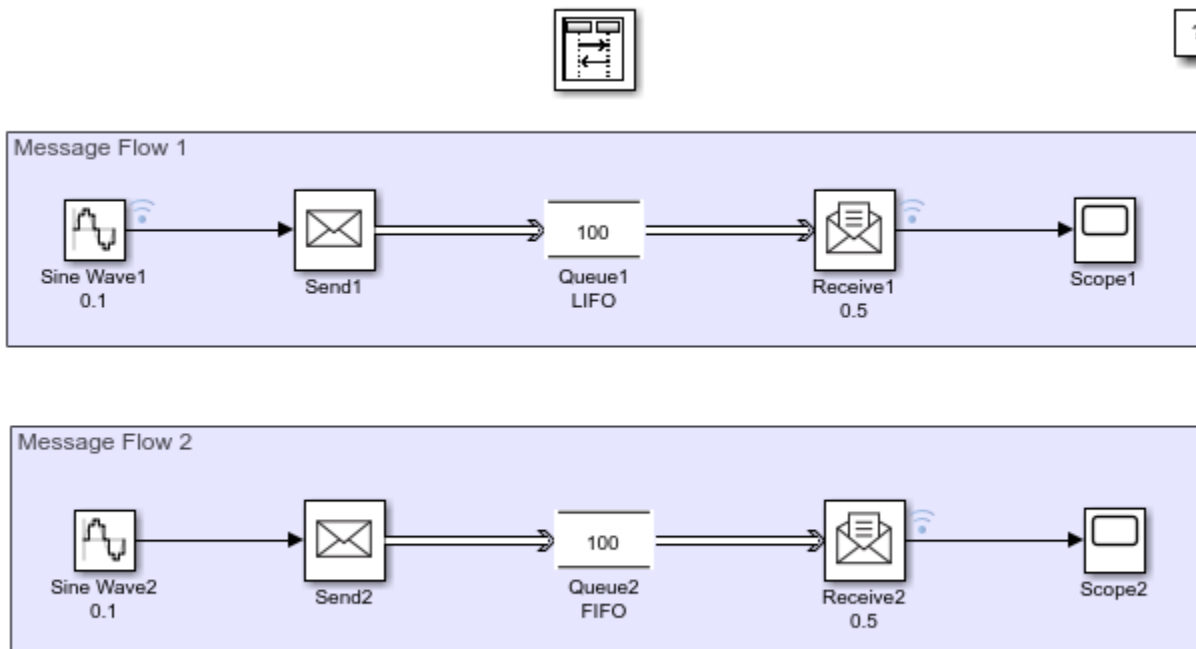 Message Flow 1
100
Sine Wave1
0.1
Send1
Queue1
LIFO
Receive1
0.5
Scope1
Message Flow 2
100
Sine Wave2
0.1
Send2
Queue2
FIFO
Receive2
0.5
Scope2